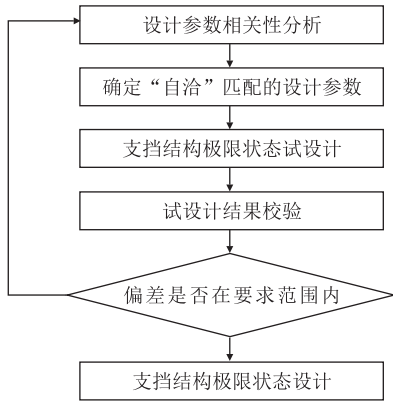 设计参数相关性分析
确定“自洽”匹配的设计参数
支挡结构极限状态试设计
试设计结果校验
偏差是否在要求范围内
支挡结构极限状态设计